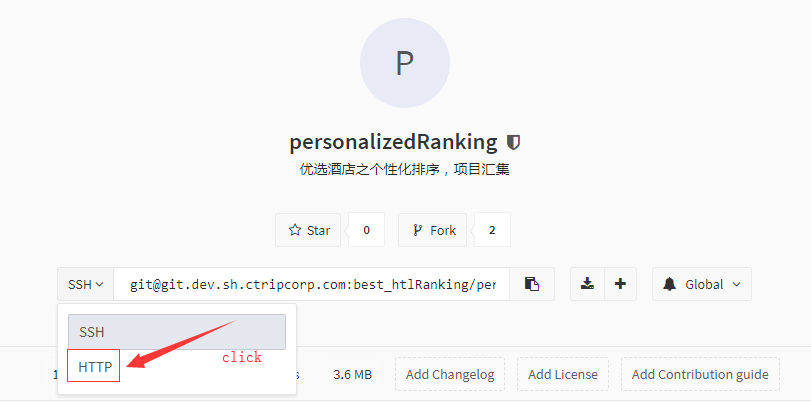 P
personalizedRanking
优选酒店之个性化排序，项目汇集
Star 0 Fork 2
SSH git@git.dev.sh.ctripcorp.com:best_htlRanking/per Global
SSH
click
HTTP
3.6 MB Add Changelog Add License Add Contribution guide